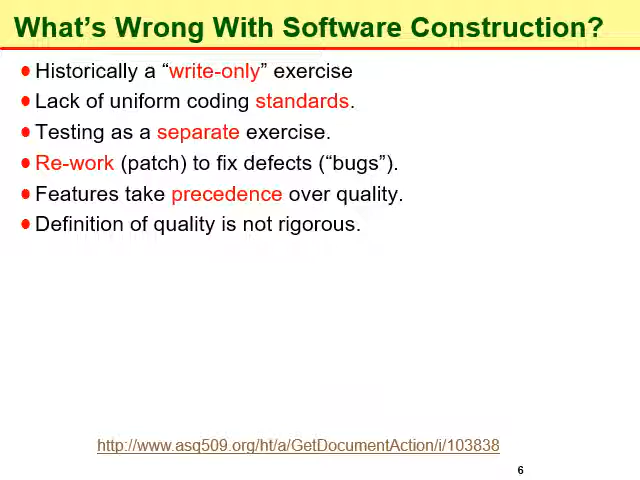 What’s Wrong With Software Construction?
Historically a “write-only” exercise
Lack of uniform coding standards.
Testing as a separate exercise.
Re-work (patch) to fix defects (“bugs”).
Features take precedence over quality.
Definition of quality is not rigorous.
http://www.asq509.org/ht/a/GetDocumentAction/i/103838
6